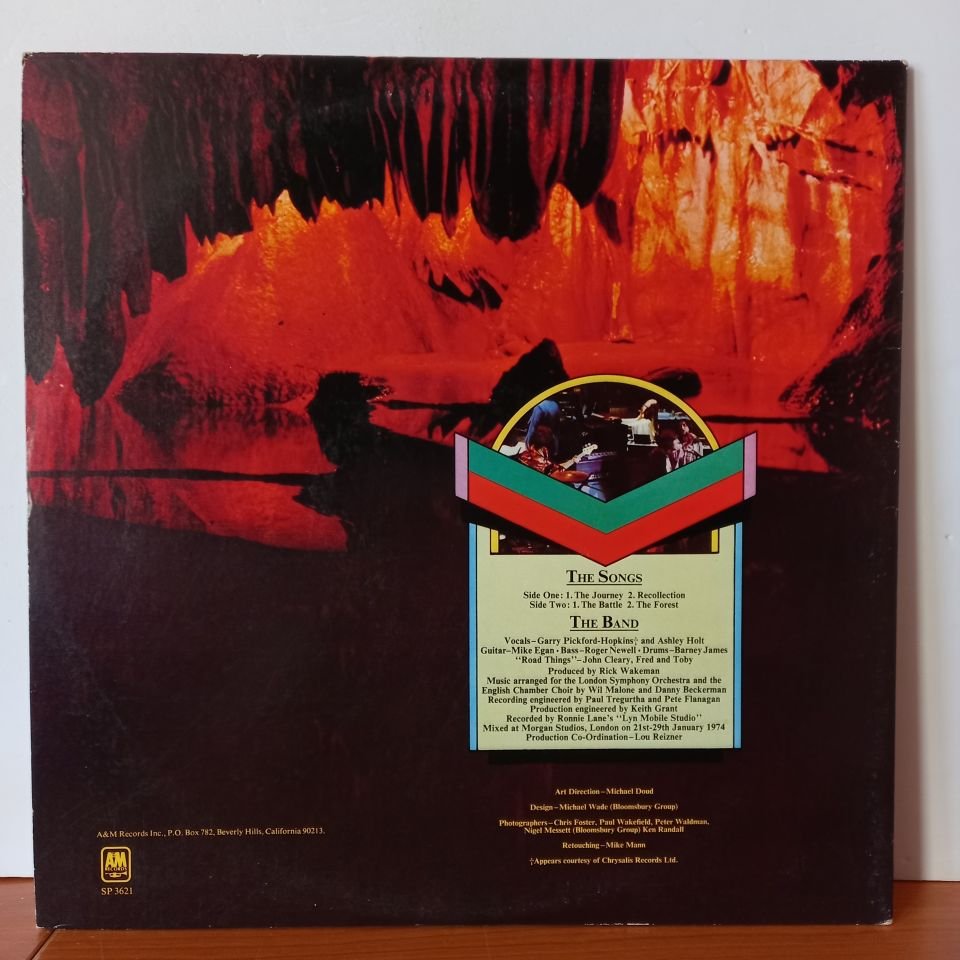 THE SONGS
Side One: 1. The Journey 2. Recollection
Side Two: 1. The Battle 2. The Forest
THE BAND
Vocals–Garry Pickford-Hopkins† and Ashley Holt
Guitar–Mike Egan · Bass–Roger Newell · Drums–Barney James
"Road Things"–John Cleary, Fred and Toby
Produced by Rick Wakeman
Music arranged for the London Symphony Orchestra and the
English Chamber Choir by Wil Malone and Danny Beckerman
Recording engineered by Paul Tregurtha and Pete Flanagan
Production engineered by Keith Grant
Recorded by Ronnie Lane's "Lyn Mobile Studio"
Mixed at Morgan Studios, London on 21st-29th January 1974
Production Co-Ordination–Lou Reizner
Art Direction–Michael Doud
Design–Michael Wade (Bloomsbury Group)
Photographers–Chris Foster, Paul Wakefield, Peter Waldman,
Nigel Messett (Bloomsbury Group) Ken Randall
Retouching–Mike Mann
†Appears courtesy of Chrysalis Records Ltd.
A&M Records Inc., P.O. Box 782, Beverly Hills, California 90213.
A&M
RECORDS
SP 3621